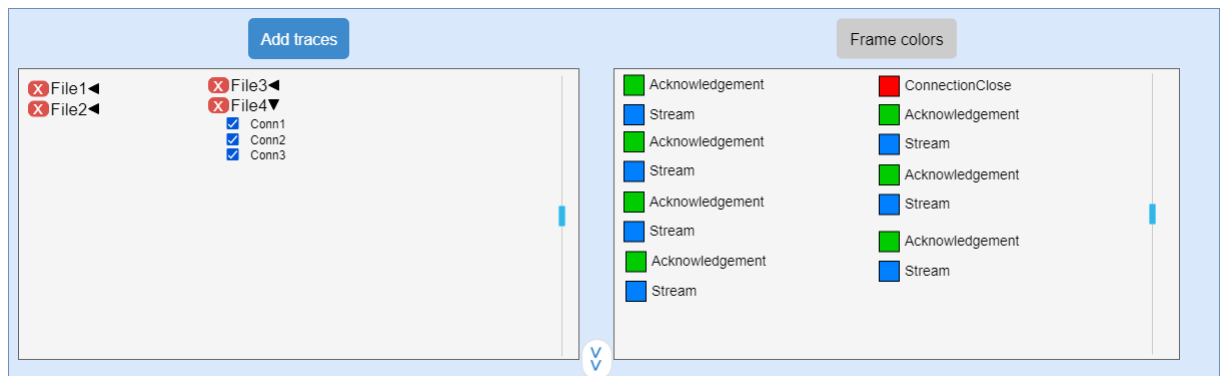 Add traces
X File1
X File2
X File3
X File4
Conn1
Conn2
Conn3
Frame colors
Acknowledgement
Stream
Acknowledgement
Stream
Acknowledgement
Stream
Acknowledgement
Stream
ConnectionClose
Acknowledgement
Stream
Acknowledgement
Stream
Acknowledgement
Stream